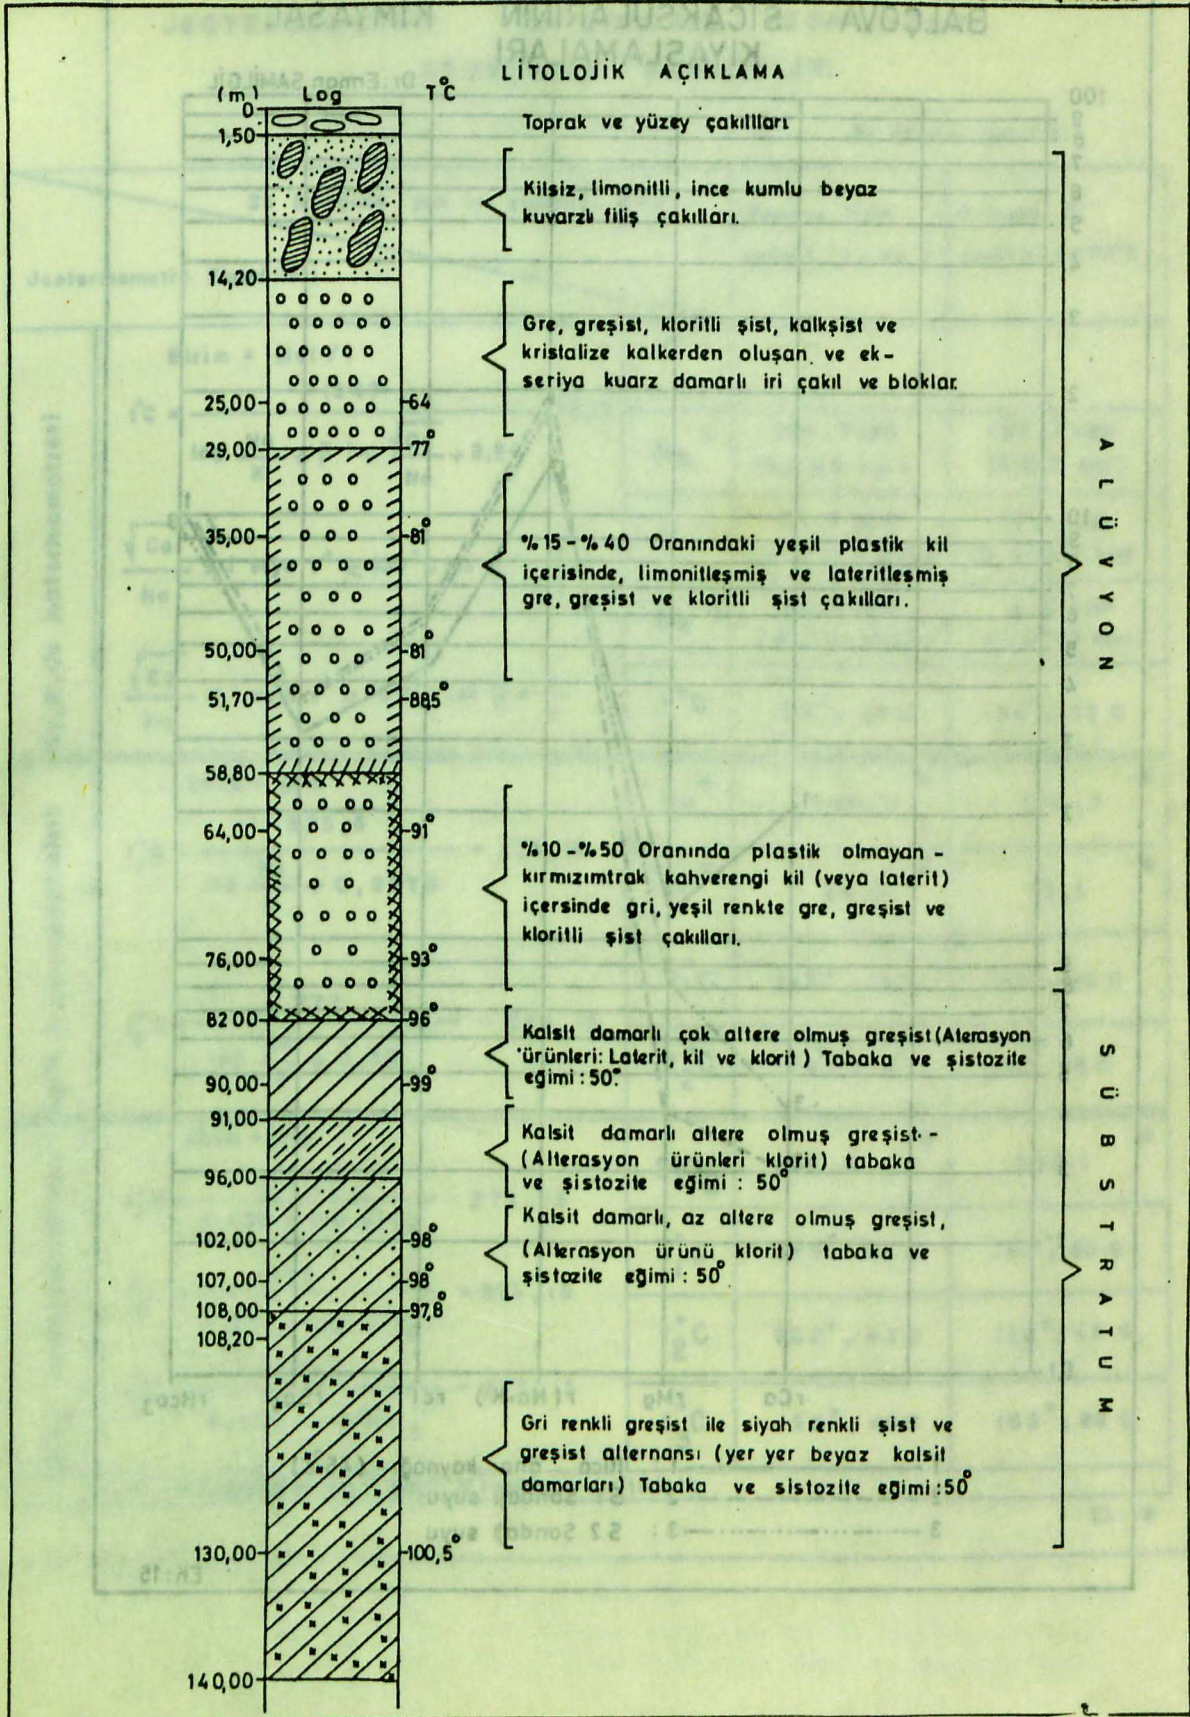 LİTOLOJİK AÇIKLAMA
(m) Log T°C
0
1,50
14,20
25,00
29,00
35,00
50,00
51,70
58,80
64,00
76,00
82 00
90,00
91,00
96,00
102,00
107,00
108,00
108,20
130,00
140,00
64
77°
81°
81°
88,5°
91°
93°
96°
99°
98°
98°
97,8°
100,5°
Toprak ve yüzey çakıllları
Kilsiz, limonitli, ince kumlu beyaz
kuvarzlı filiş çakılları.
Gre, greşist, kloritli şist, kalkşist ve
kristalize kalkerden oluşan ve ek-
seriya kuarz damarlı iri çakıl ve bloklar.
%15-%40 Oranındaki yeşil plastik kil
içerisinde, limonitleşmiş ve lateritleşmiş
gre, greşist ve kloritli şist çakılları.
%10-%50 Oranında plastik olmayan -
kırmızımtrak kahverengi kil (veya laterit)
içersinde gri, yeşil renkte gre, greşist ve
kloritli şist çakılları.
Kalsit damarlı çok altere olmuş greşist (Aterasyon
ürünleri: Laterit, kil ve klorit) Tabaka ve şistozite
eğimi : 50°.
Kalsit damarlı altere olmuş greşist. -
(Alterasyon ürünleri klorit) tabaka
ve şistozite eğimi : 50°
Kalsit damarlı, az altere olmuş greşist,
(Alterasyon ürünü klorit) tabaka ve
şistozite eğimi : 50°
Gri renkli greşist ile siyah renkli şist ve
greşist alternansı (yer yer beyaz kalsit
damarları) Tabaka ve sistozite eğimi :50°
ALÜVYON
SÜBSTRATUM